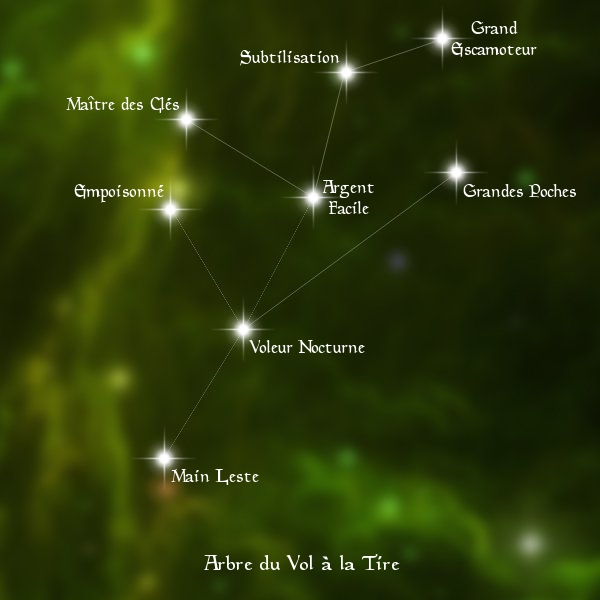 Grand
Escamoteur
Subtilisation
Maître des Clés
Empoisonné
Argent
Facile
Grandes Poches
Voleur Nocturne
Main Leste
Arbre du Vol à la Tire